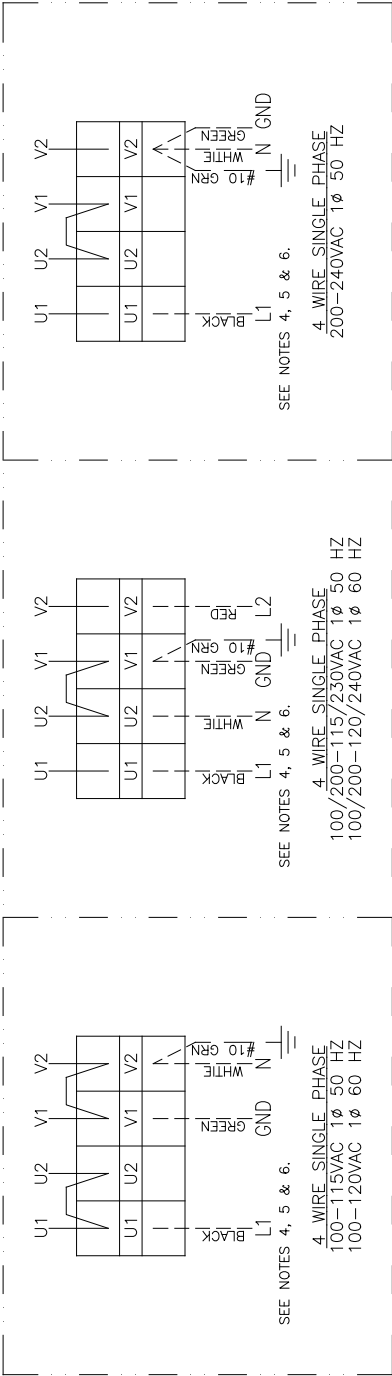 U1 U2 V1 V2
U1 U2 V1 V2
BLACK
GREEN
WHTIE
#10 GRN
L1 GND N
SEE NOTES 4, 5 & 6.
4 WIRE SINGLE PHASE
100-115VAC 1ø 50 HZ
100-120VAC 1ø 60 HZ
U1 U2 V1 V2
U1 U2 V1 V2
BLACK
WHTIE
GREEN
#10 GRN
RED
L1 N GND L2
SEE NOTES 4, 5 & 6.
4 WIRE SINGLE PHASE
100/200-115/230VAC 1ø 50 HZ
100/200-120/240VAC 1ø 60 HZ
U1 U2 V1 V2
U1 U2 V1 V2
BLACK
#10 GRN
WHTIE
GREEN
L1 N GND
SEE NOTES 4, 5 & 6.
4 WIRE SINGLE PHASE
200-240VAC 1ø 50 HZ